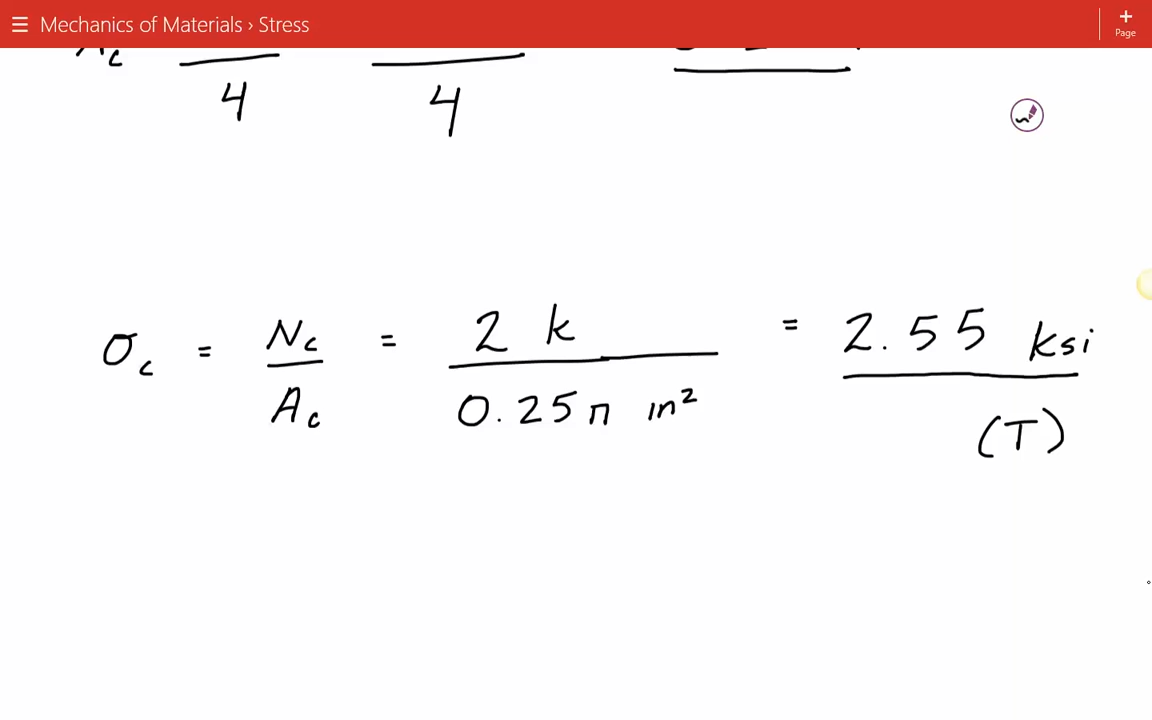 ☰ Mechanics of Materials › Stress
+ Page
4 4
σc = Nc / Ac = 2 k / 0.25π in² = 2.55 ksi
(T)